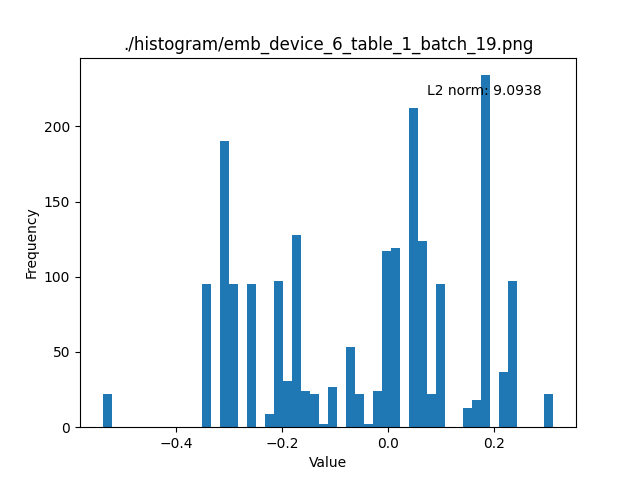 ./histogram/emb_device_6_table_1_batch_19.png
L2 norm: 9.0938
200
150
100
50
0
Frequency
−0.4
−0.2
0.0
0.2
Value